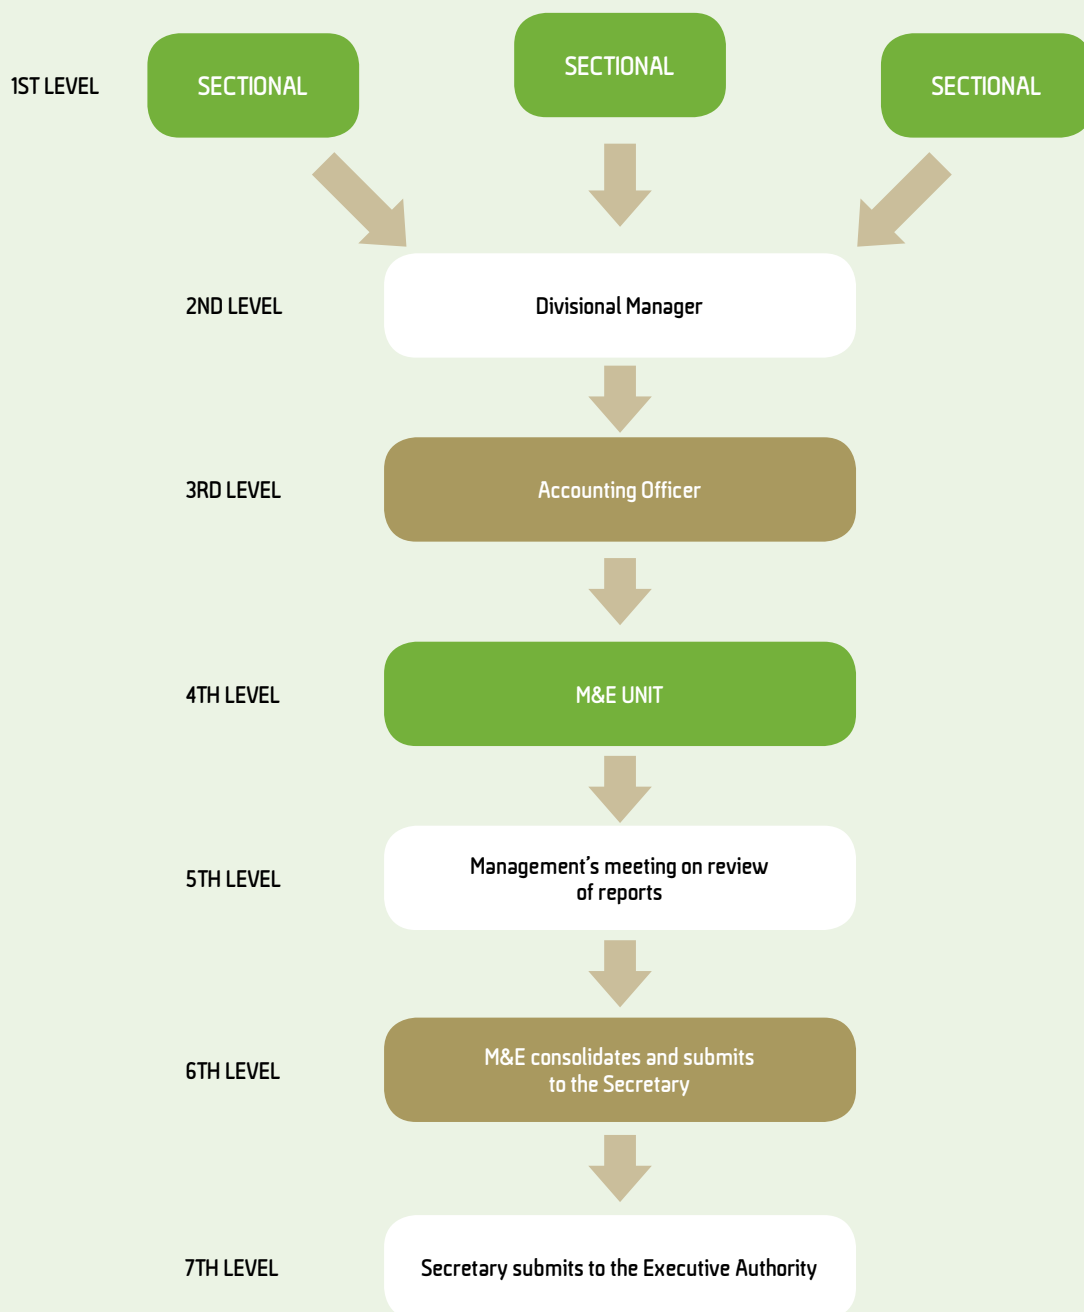 1ST LEVEL
SECTIONAL
SECTIONAL
SECTIONAL
2ND LEVEL
Divisional Manager
3RD LEVEL
Accounting Officer
4TH LEVEL
M&E UNIT
5TH LEVEL
Management's meeting on review
of reports
6TH LEVEL
M&E consolidates and submits
to the Secretary
7TH LEVEL
Secretary submits to the Executive Authority